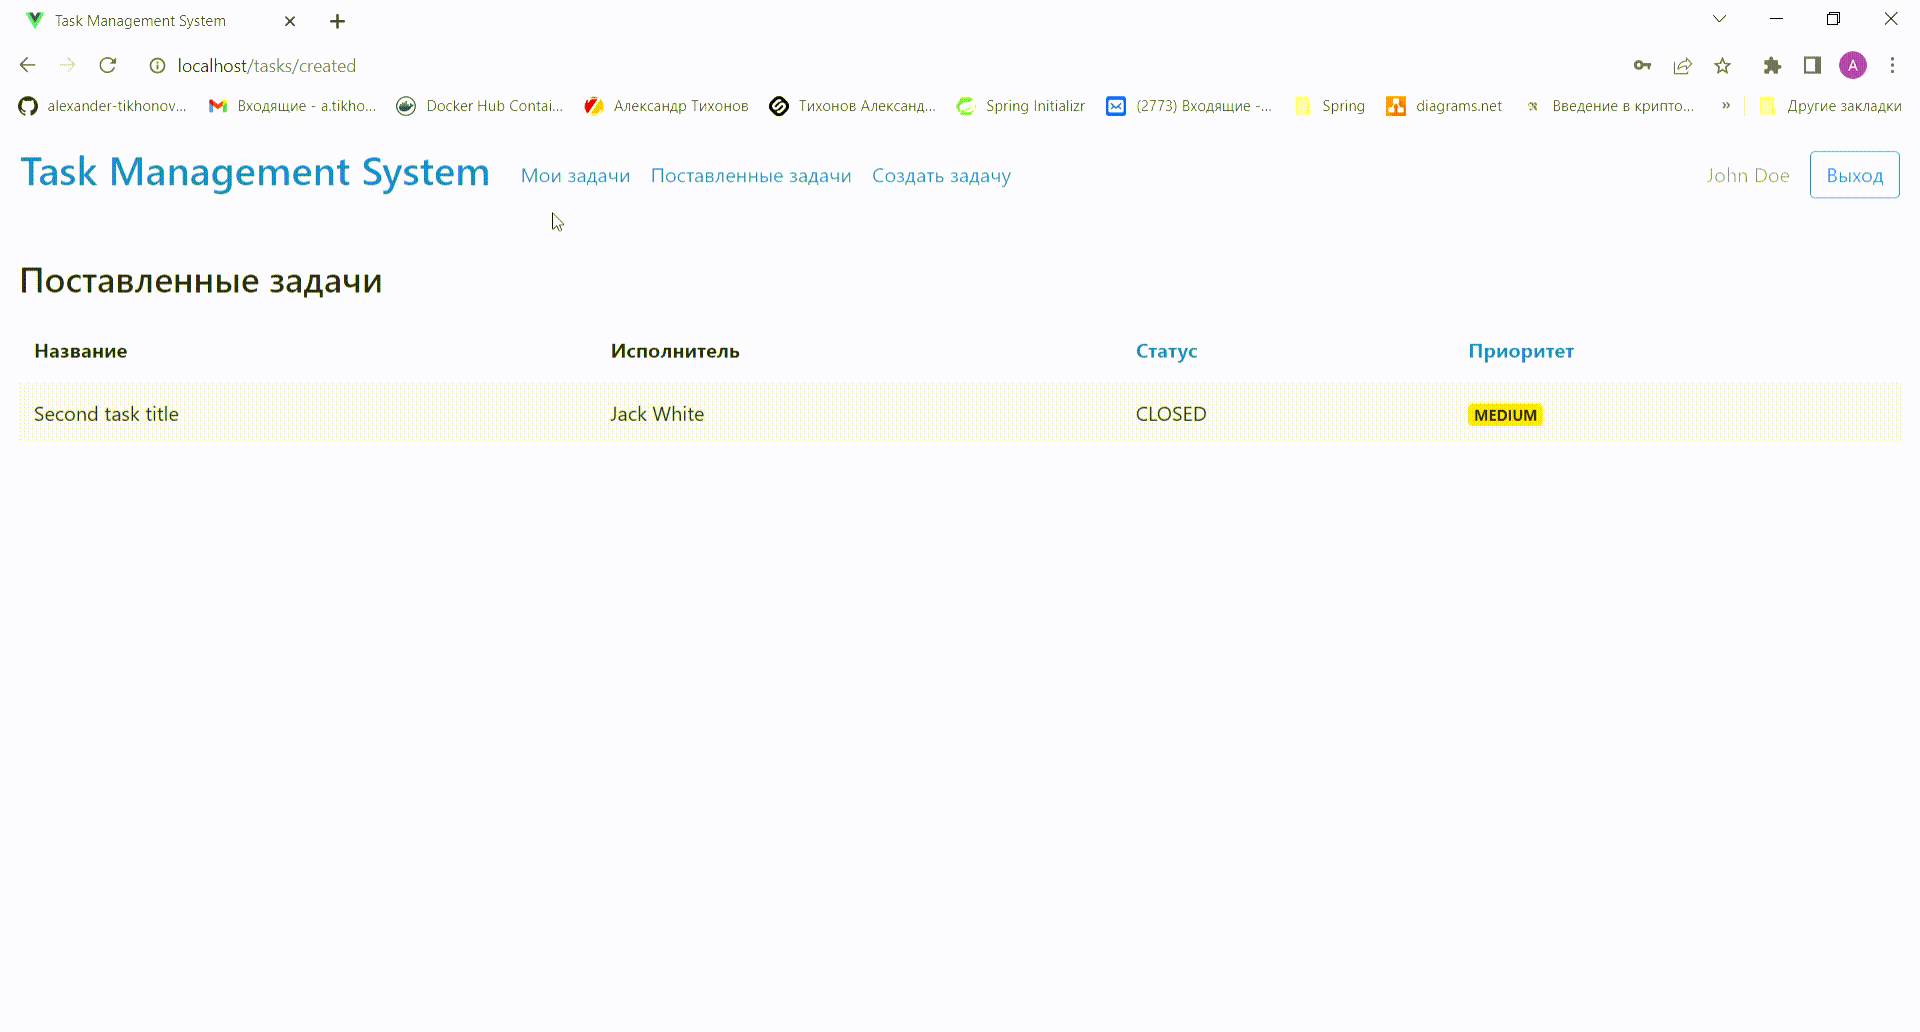 Task Management System
localhost/tasks/created
A
alexander-tikhonov...
Входящие - a.tikho...
Docker Hub Contai...
Александр Тихонов
Тихонов Александ...
Spring Initializr
(2773) Входящие -...
Spring
diagrams.net
Введение в крипто...
»
Другие закладки
Task Management System Мои задачи Поставленные задачи Создать задачу John Doe Выход
Поставленные задачи
Название Исполнитель Статус Приоритет
Second task title Jack White CLOSED MEDIUM